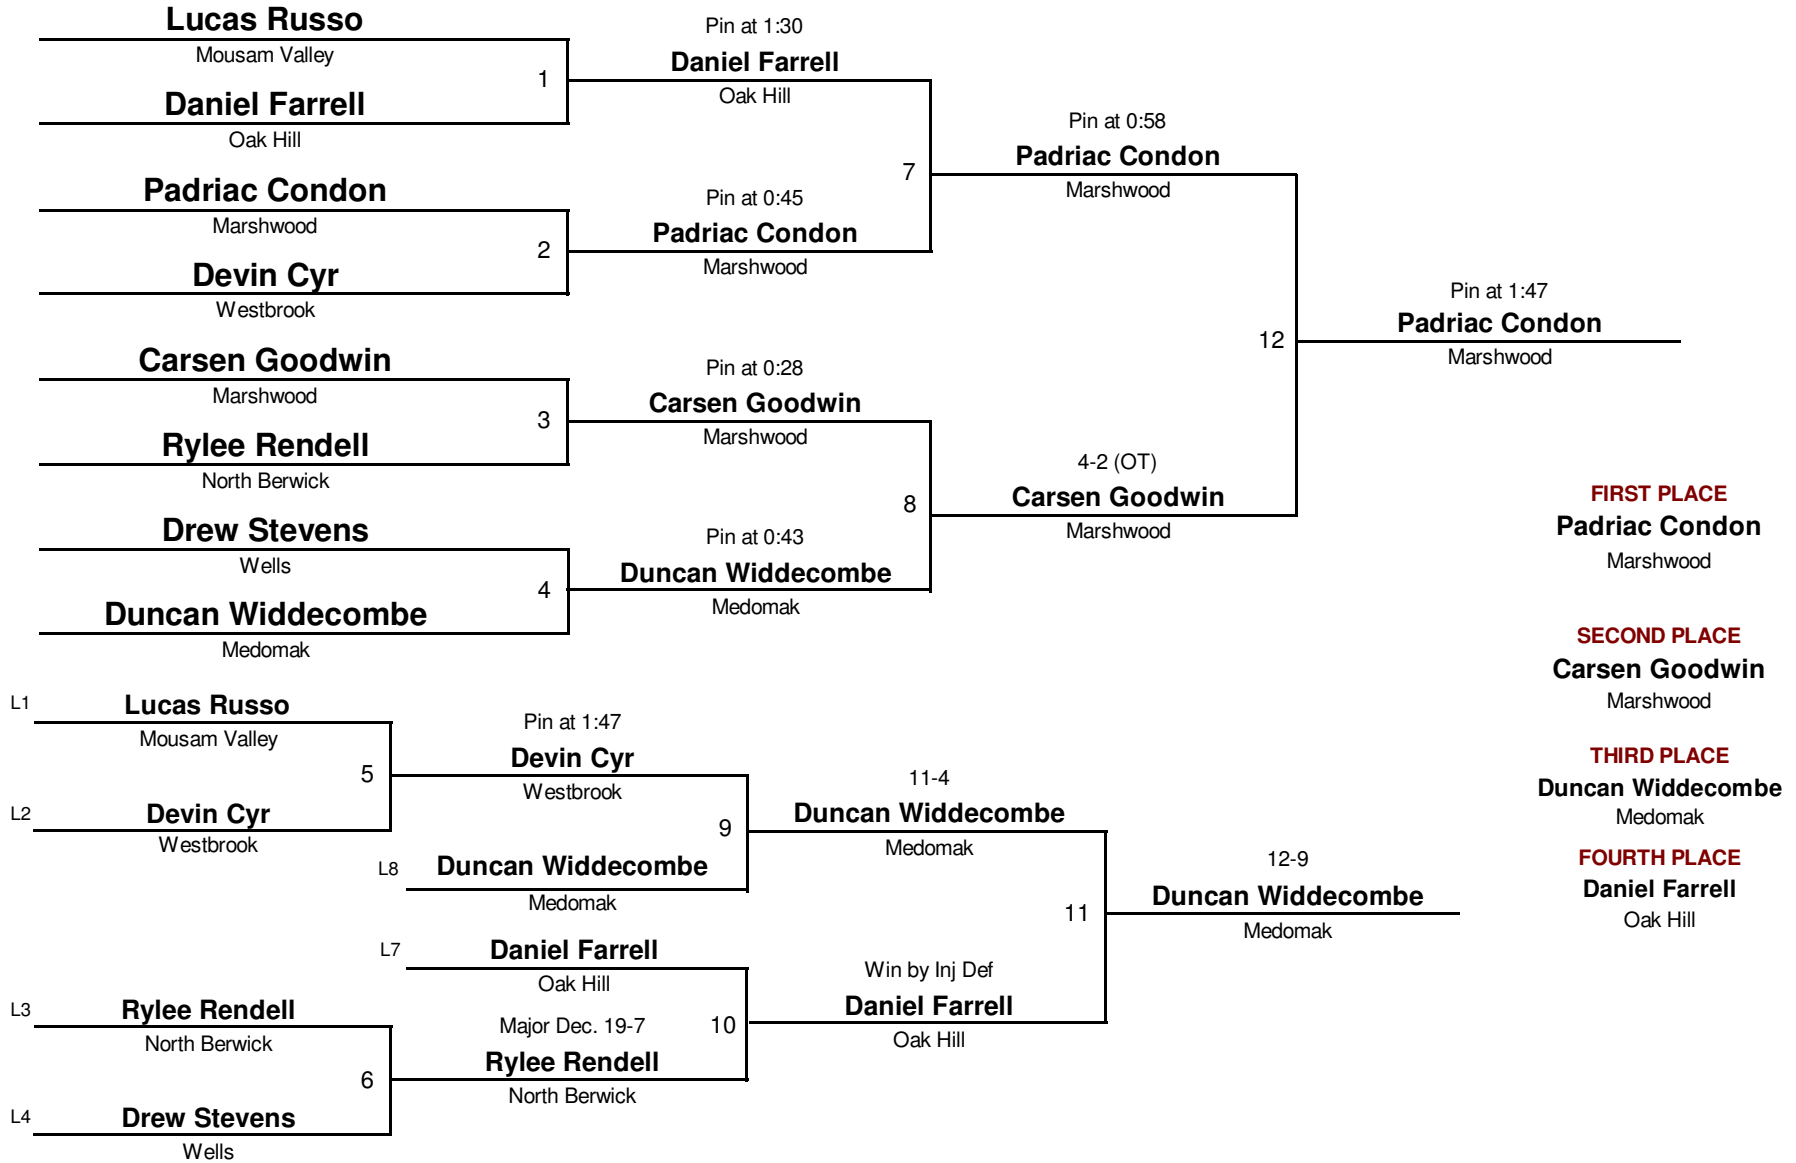 Lucas Russo
Mousam Valley
1
Daniel Farrell
Oak Hill
Padriac Condon
Marshwood
2
Devin Cyr
Westbrook
Carsen Goodwin
Marshwood
3
Rylee Rendell
North Berwick
Drew Stevens
Wells
4
Duncan Widdecombe
Medomak
Pin at 1:30
Daniel Farrell
Oak Hill
7
Pin at 0:45
Padriac Condon
Marshwood
Pin at 0:28
Carsen Goodwin
Marshwood
8
Pin at 0:43
Duncan Widdecombe
Medomak
Pin at 0:58
Padriac Condon
Marshwood
12
4-2 (OT)
Carsen Goodwin
Marshwood
Pin at 1:47
Padriac Condon
Marshwood
FIRST PLACE
Padriac Condon
Marshwood
SECOND PLACE
Carsen Goodwin
Marshwood
THIRD PLACE
Duncan Widdecombe
Medomak
FOURTH PLACE
Daniel Farrell
Oak Hill
L1 Lucas Russo
Mousam Valley
5
L2 Devin Cyr
Westbrook
Pin at 1:47
Devin Cyr
Westbrook
9
L8 Duncan Widdecombe
Medomak
L7 Daniel Farrell
Oak Hill
10
Major Dec. 19-7
Rylee Rendell
North Berwick
L3 Rylee Rendell
North Berwick
6
L4 Drew Stevens
Wells
11-4
Duncan Widdecombe
Medomak
11
Win by Inj Def
Daniel Farrell
Oak Hill
12-9
Duncan Widdecombe
Medomak